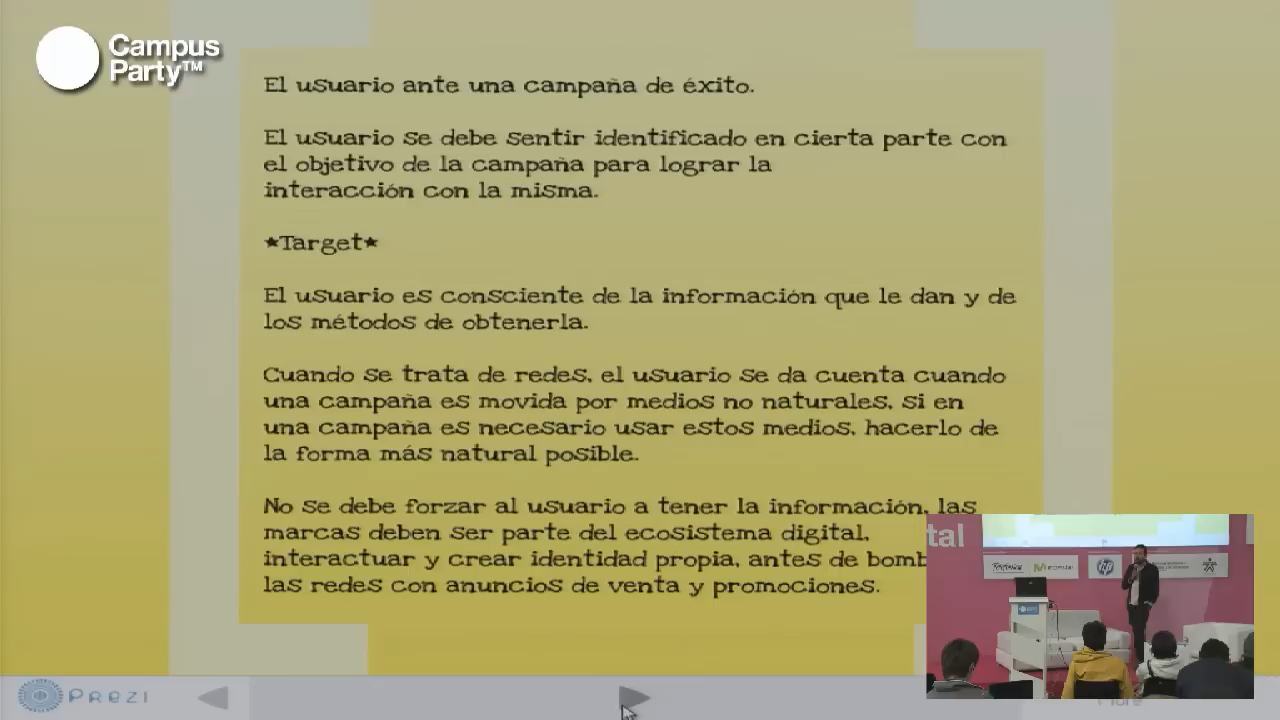 Campus
Party™
El usuario ante una campaña de éxito.
El usuario se debe sentir identificado en cierta parte con
el objetivo de la campaña para lograr la
interacción con la misma.
*Target*
El usuario es consciente de la información que le dan y de
los métodos de obtenerla.
Cuando se trata de redes, el usuario se da cuenta cuando
una campaña es movida por medios no naturales, si en
una campaña es necesario usar estos medios, hacerlo de
la forma más natural posible.
No se debe forzar al usuario a tener la información, las
marcas deben ser parte del ecosistema digital,
interactuar y crear identidad propia, antes de bomb
las redes con anuncios de venta y promociones.
tal
Telefónica
movistar
hp
Prezi
More